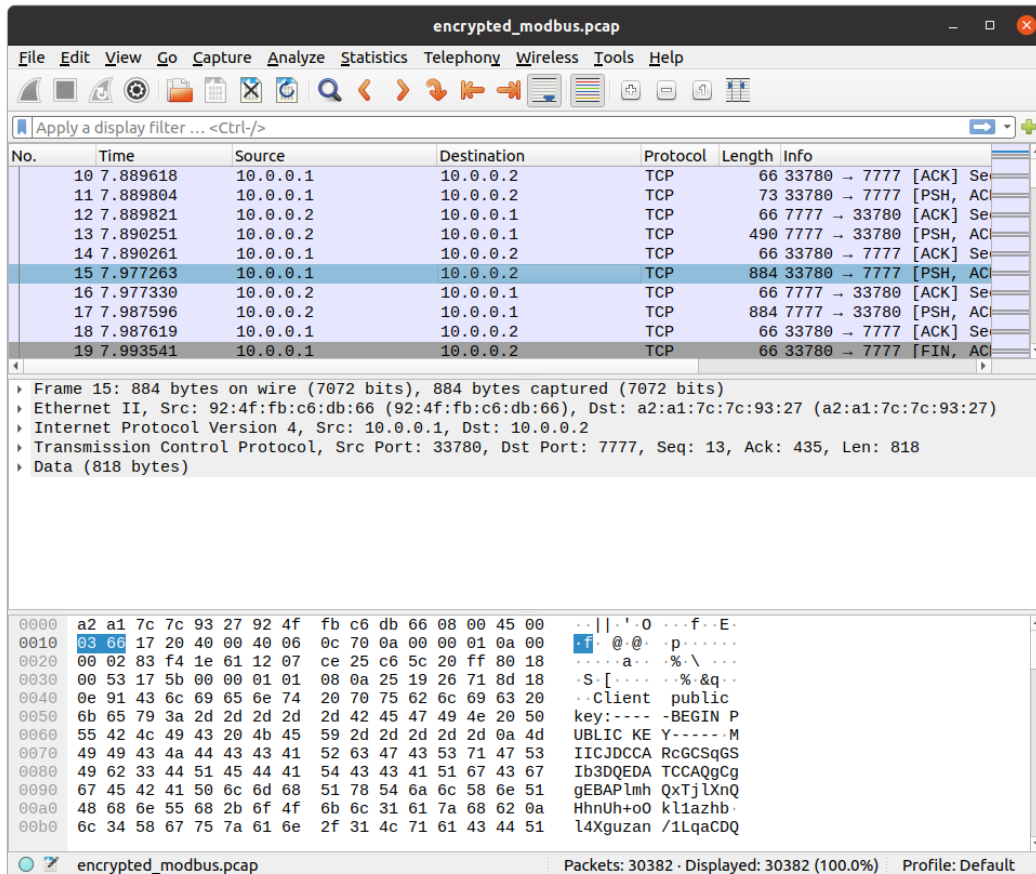 encrypted_modbus.pcap
File Edit View Go Capture Analyze Statistics Telephony Wireless Tools Help
Apply a display filter … <Ctrl-/>
No. Time Source Destination Protocol Length Info
10 7.889618 10.0.0.1 10.0.0.2 TCP 66 33780 → 7777 [ACK] Se
11 7.889804 10.0.0.1 10.0.0.2 TCP 73 33780 → 7777 [PSH, AC
12 7.889821 10.0.0.2 10.0.0.1 TCP 66 7777 → 33780 [ACK] Se
13 7.890251 10.0.0.2 10.0.0.1 TCP 490 7777 → 33780 [PSH, AC
14 7.890261 10.0.0.1 10.0.0.2 TCP 66 33780 → 7777 [ACK] Se
15 7.977263 10.0.0.1 10.0.0.2 TCP 884 33780 → 7777 [PSH, AC
16 7.977330 10.0.0.2 10.0.0.1 TCP 66 7777 → 33780 [ACK] Se
17 7.987596 10.0.0.2 10.0.0.1 TCP 884 7777 → 33780 [PSH, AC
18 7.987619 10.0.0.1 10.0.0.2 TCP 66 33780 → 7777 [ACK] Se
19 7.993541 10.0.0.1 10.0.0.2 TCP 66 33780 → 7777 [FIN, AC
Frame 15: 884 bytes on wire (7072 bits), 884 bytes captured (7072 bits)
Ethernet II, Src: 92:4f:fb:c6:db:66 (92:4f:fb:c6:db:66), Dst: a2:a1:7c:7c:93:27 (a2:a1:7c:7c:93:27)
Internet Protocol Version 4, Src: 10.0.0.1, Dst: 10.0.0.2
Transmission Control Protocol, Src Port: 33780, Dst Port: 7777, Seq: 13, Ack: 435, Len: 818
Data (818 bytes)
0000 a2 a1 7c 7c 93 27 92 4f fb c6 db 66 08 00 45 00 ··||·'·O ···f··E·
0010 03 66 17 20 40 00 40 06 0c 70 0a 00 00 01 0a 00 ·f· @·@· ·p······
0020 00 02 83 f4 1e 61 12 07 ce 25 c6 5c 20 ff 80 18 ·····a·· ·%·\ ···
0030 00 53 17 5b 00 00 01 01 08 0a 25 19 26 71 8d 18 ·S·[···· ··%·&q··
0040 0e 91 43 6c 69 65 6e 74 20 70 75 62 6c 69 63 20 ··Client public
0050 6b 65 79 3a 2d 2d 2d 2d 2d 42 45 47 49 4e 20 50 key:---- -BEGIN P
0060 55 42 4c 49 43 20 4b 45 59 2d 2d 2d 2d 2d 0a 4d UBLIC KE Y-----·M
0070 49 49 43 4a 44 43 43 41 52 63 47 43 53 71 47 53 IICJDCCA RcGCSqGS
0080 49 62 33 44 51 45 44 41 54 43 43 41 51 67 43 67 Ib3DQEDA TCCAQgCg
0090 67 45 42 41 50 6c 6d 68 51 78 54 6a 6c 58 6e 51 gEBAPlmh QxTjlXnQ
00a0 48 68 6e 55 68 2b 6f 4f 6b 6c 31 61 7a 68 62 0a HhnUh+oO kl1azhb·
00b0 6c 34 58 67 75 7a 61 6e 2f 31 4c 71 61 43 44 51 l4Xguzan /1LqaCDQ
encrypted_modbus.pcap Packets: 30382 · Displayed: 30382 (100.0%) Profile: Default